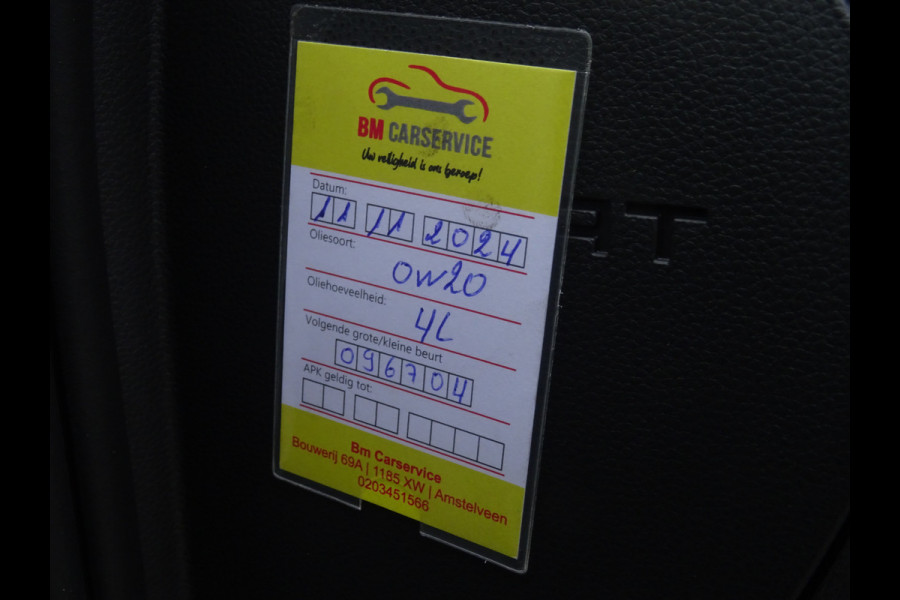 BM CARSERVICE
Uw veiligheid is ons beroep!
Datum:
11 11 2024
Oliesoort:
0W20
Oliehoeveelheid:
4L
Volgende grote/kleine beurt
096704
APK geldig tot:
Bm Carservice
Bouwerij 69A | 1185 XW | Amstelveen
0203451566